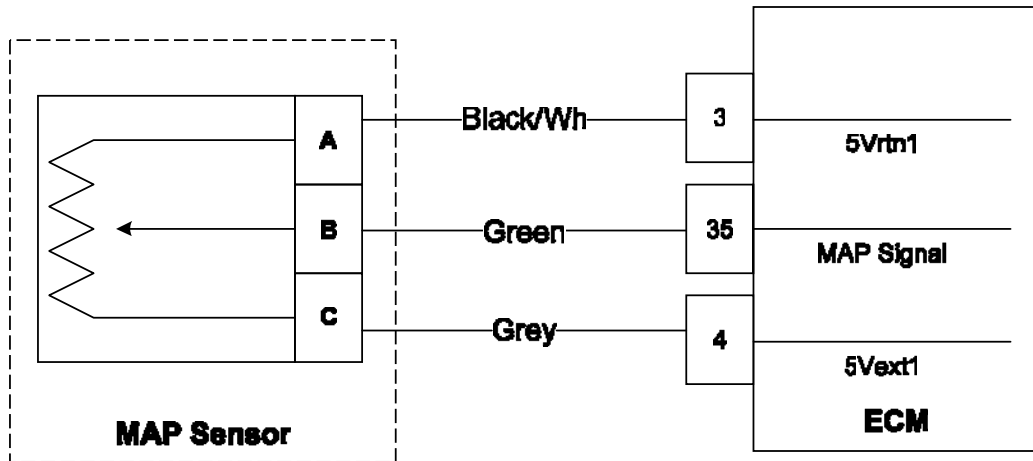 A Black/Wh 3 5Vrtn1
B Green 35 MAP Signal
C Grey 4 5Vext1
MAP Sensor
ECM